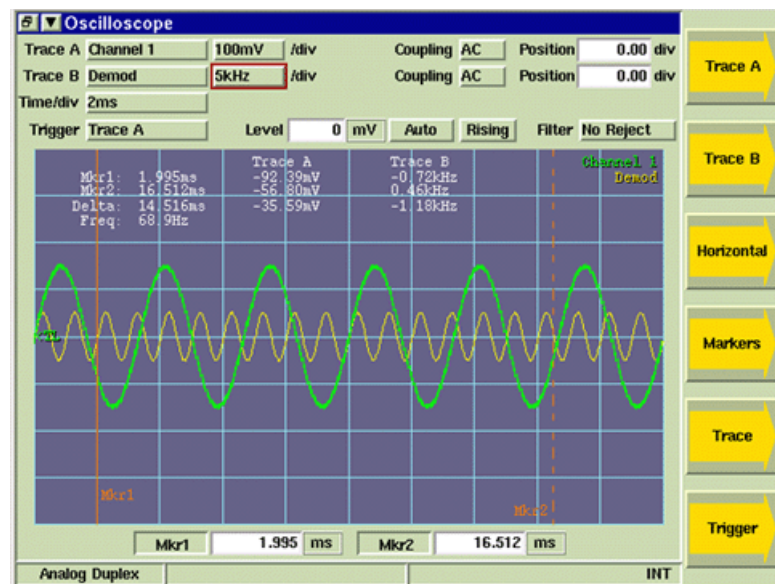 Oscilloscope
Trace A Channel 1 100mV /div Coupling AC Position 0.00 div
Trace B Demod 5kHz /div Coupling AC Position 0.00 div
Time/div 2ms
Trigger Trace A Level 0 mV Auto Rising Filter No Reject
Trace A Trace B Channel 1
Mkr1: 1.995ms -92.39mV -0.72kHz Demod
Mkr2: 16.512ms -56.80mV 0.46kHz
Delta: 14.516ms -35.59mV -1.18kHz
Freq: 68.9Hz
Mkr1
Mkr2
Mkr1 1.995 ms Mkr2 16.512 ms
Analog Duplex INT
Trace A
Trace B
Horizontal
Markers
Trace
Trigger